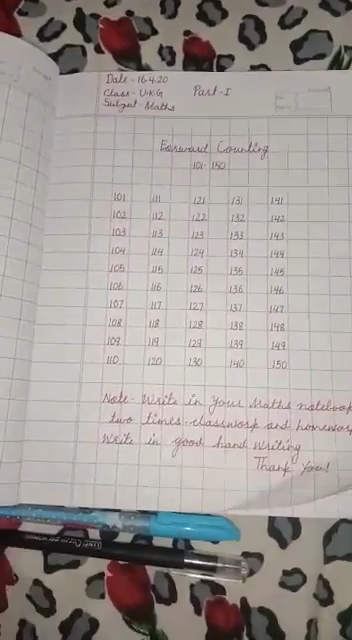 Date - 16.4.20
Class - U.K.G Part - I
Subject - Maths
Forward Counting
101 - 150
101 111 121 131 141
102 112 122 132 142
103 113 123 133 143
104 114 124 134 144
105 115 125 135 145
106 116 126 136 146
107 117 127 137 147
108 118 128 138 148
109 119 129 139 149
110 120 130 140 150
Note - Write in your Maths notebook
two times - classwork and homework
Write in good hand writing
Thank you!